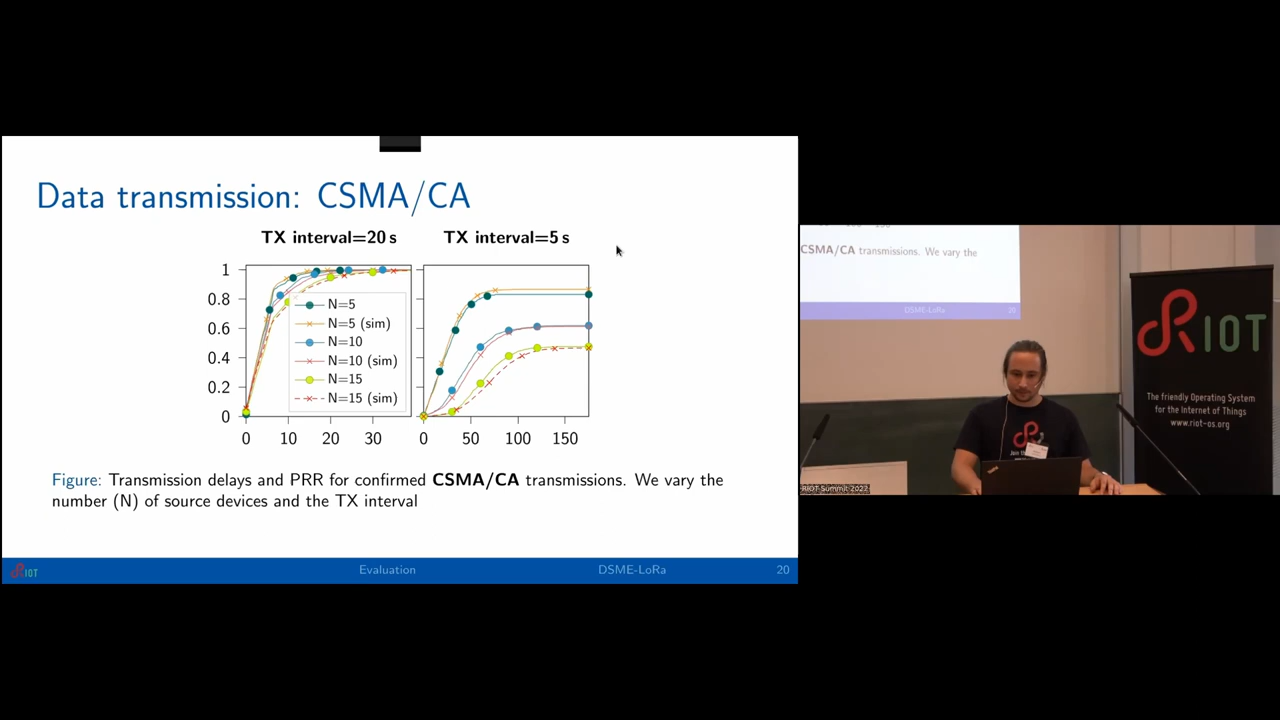 Data transmission: CSMA/CA
TX interval=20 s
TX interval=5 s
1
0.8
0.6
0.4
0.2
0
N=5
N=5 (sim)
N=10
N=10 (sim)
N=15
N=15 (sim)
0 10 20 30
0 50 100 150
Figure: Transmission delays and PRR for confirmed CSMA/CA transmissions. We vary the
number (N) of source devices and the TX interval
RIOT
Evaluation
DSME-LoRa
20
CSMA/CA transmissions. We vary the
DSME-LoRa
20
RIOT Summit 2022
RIOT
The friendly Operating System
for the Internet of Things
www.riot-os.org